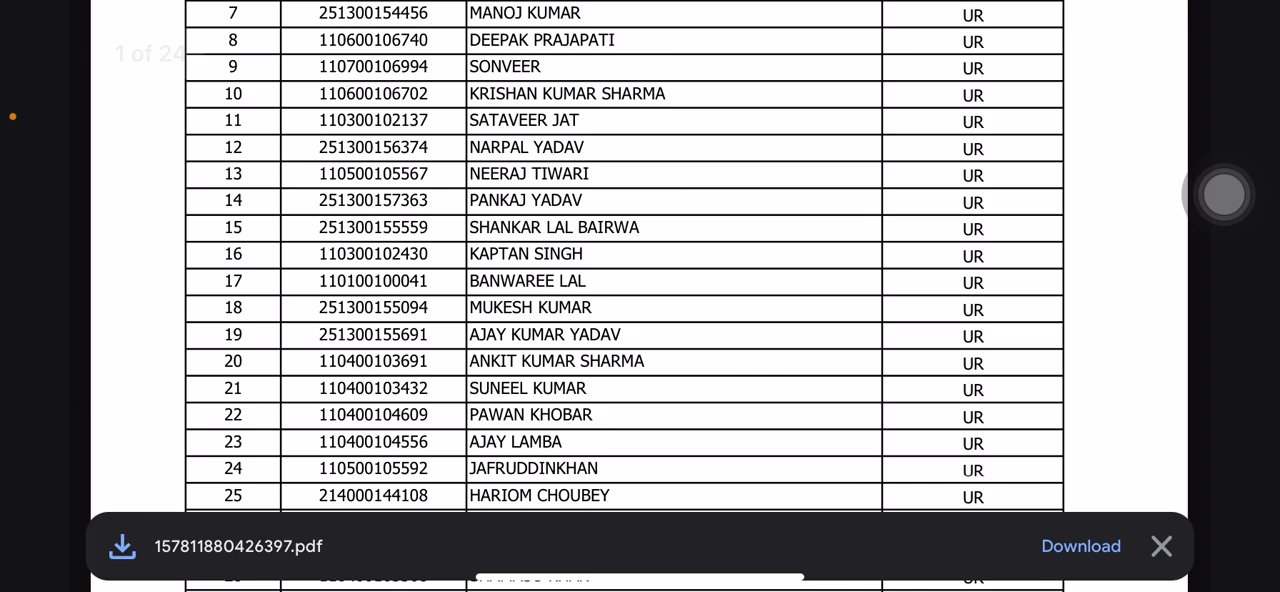 7 251300154456 MANOJ KUMAR UR
1 of 24
8 110600106740 DEEPAK PRAJAPATI UR
9 110700106994 SONVEER UR
10 110600106702 KRISHAN KUMAR SHARMA UR
11 110300102137 SATAVEER JAT UR
12 251300156374 NARPAL YADAV UR
13 110500105567 NEERAJ TIWARI UR
14 251300157363 PANKAJ YADAV UR
15 251300155559 SHANKAR LAL BAIRWA UR
16 110300102430 KAPTAN SINGH UR
17 110100100041 BANWAREE LAL UR
18 251300155094 MUKESH KUMAR UR
19 251300155691 AJAY KUMAR YADAV UR
20 110400103691 ANKIT KUMAR SHARMA UR
21 110400103432 SUNEEL KUMAR UR
22 110400104609 PAWAN KHOBAR UR
23 110400104556 AJAY LAMBA UR
24 110500105592 JAFRUDDINKHAN UR
25 214000144108 HARIOM CHOUBEY UR
157811880426397.pdf Download